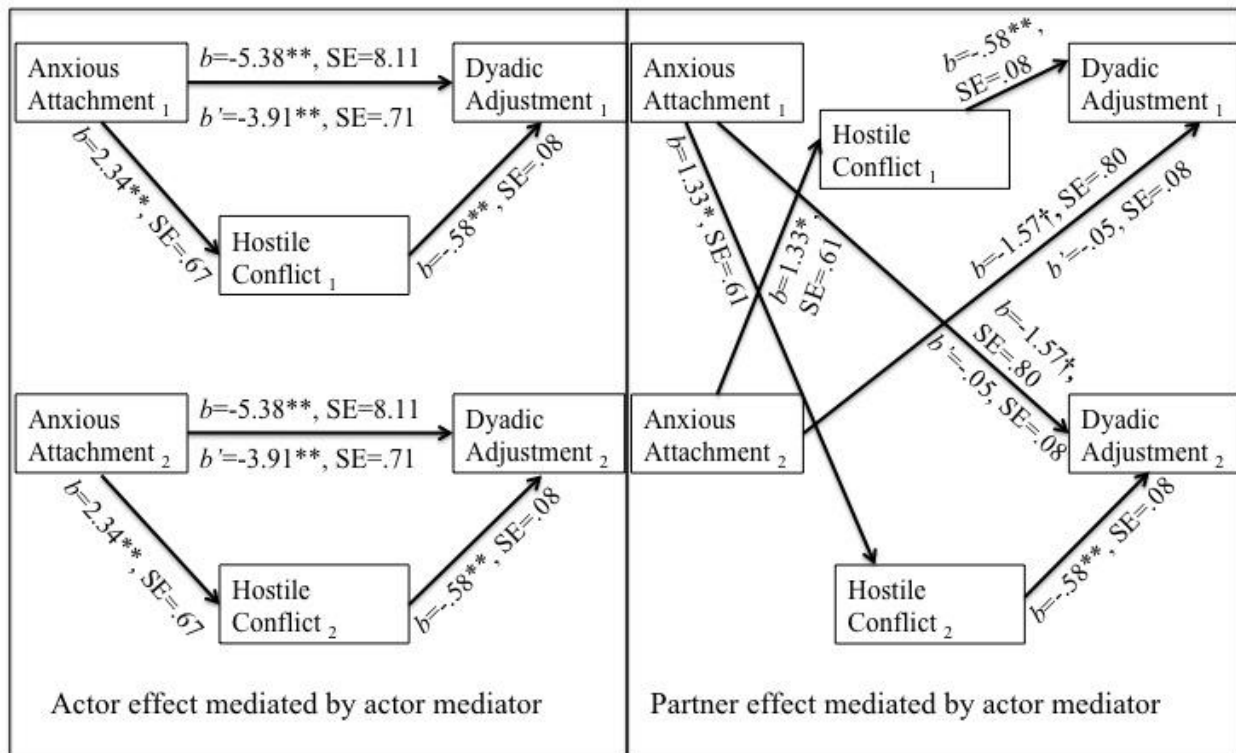 Anxious
Attachment 1
b=-5.38**, SE=8.11
b'=-3.91**, SE=.71
Dyadic
Adjustment 1
b=2.34**, SE=.67
Hostile
Conflict 1
b=-.58**, SE=.08
Anxious
Attachment 2
b=-5.38**, SE=8.11
b'=-3.91**, SE=.71
Dyadic
Adjustment 2
b=2.34**, SE=.67
Hostile
Conflict 2
b=-.58**, SE=.08
Actor effect mediated by actor mediator
Anxious
Attachment 1
b=-.58**,
SE=.08
Dyadic
Adjustment 1
Hostile
Conflict 1
b=1.33*, SE=.61
b=1.33*,
SE=.61
b=-1.57†, SE=.80
b'=-.05, SE=.08
b=-1.57†,
SE=.80
b'=-.05, SE=.08
Anxious
Attachment 2
Dyadic
Adjustment 2
Hostile
Conflict 2
b=-.58**, SE=.08
Partner effect mediated by actor mediator